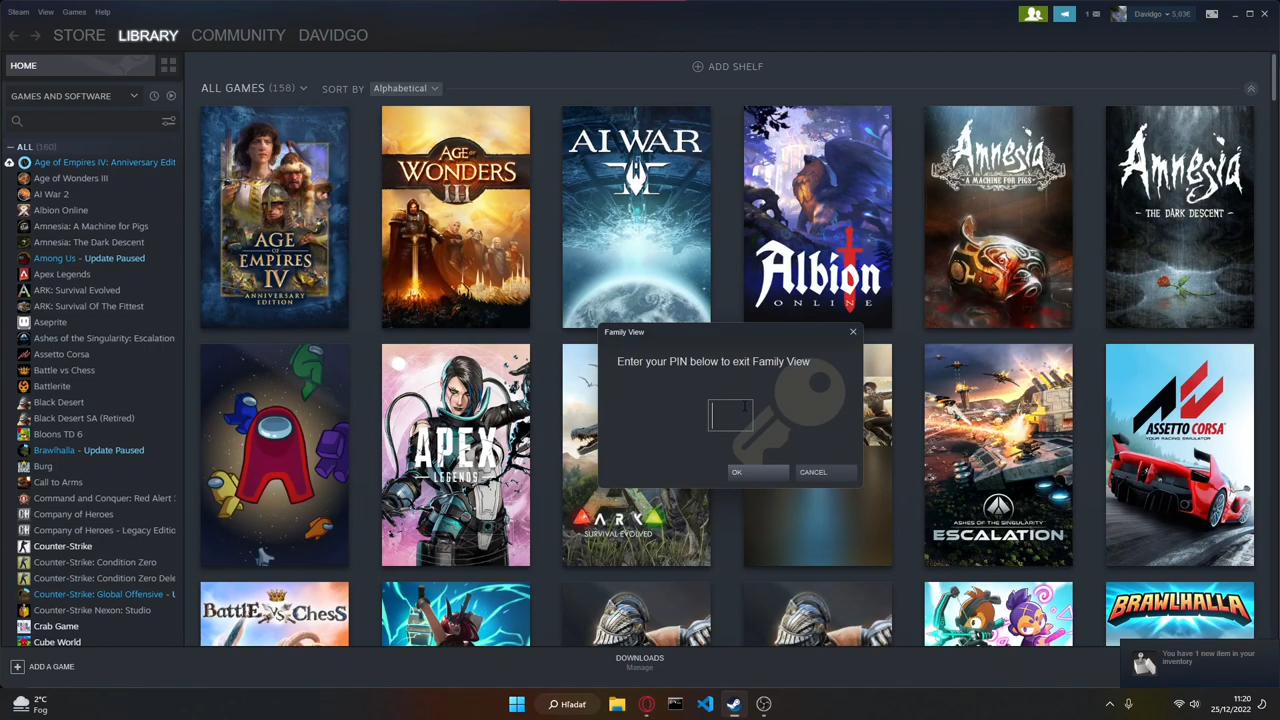 Steam View Games Help
1
Davidgo 5,03€
STORE LIBRARY COMMUNITY DAVIDGO
HOME
ADD SHELF
GAMES AND SOFTWARE
ALL GAMES (158)
SORT BY Alphabetical
ALL (160)
Age of Empires IV: Anniversary Edit
Age of Wonders III
AI War 2
Albion Online
Amnesia: A Machine for Pigs
Amnesia: The Dark Descent
Among Us - Update Paused
Apex Legends
ARK: Survival Evolved
ARK: Survival Of The Fittest
Aseprite
Ashes of the Singularity: Escalation
Assetto Corsa
Battle vs Chess
Battlerite
Black Desert
Black Desert SA (Retired)
Bloons TD 6
Brawlhalla - Update Paused
Burg
Call to Arms
Command and Conquer: Red Alert
Company of Heroes
Company of Heroes - Legacy Editio
Counter-Strike
Counter-Strike: Condition Zero
Counter-Strike: Condition Zero Dele
Counter-Strike: Global Offensive - U
Counter-Strike Nexon: Studio
Crab Game
Cube World
ADD A GAME
AGE OF
EMPIRES
IV
ANNIVERSARY
EDITION
AGE OF
WONDERS
III
AI WAR
Albion
ONLINE
Amnesia
A MACHINE FOR PIGS
Amnesia
- THE DARK DESCENT -
APEX
LEGENDS
ARK
SURVIVAL EVOLVED
ASHES OF THE SINGULARITY
ESCALATION
ASSETTO CORSA
YOUR RACING SIMULATOR
BATTLE VS CHESS
BRAWLHALLA
Family View
Enter your PIN below to exit Family View
OK
CANCEL
DOWNLOADS
Manage
You have 1 new item in your
inventory
2°C
Fog
Hľadať
11:20
25/12/2022